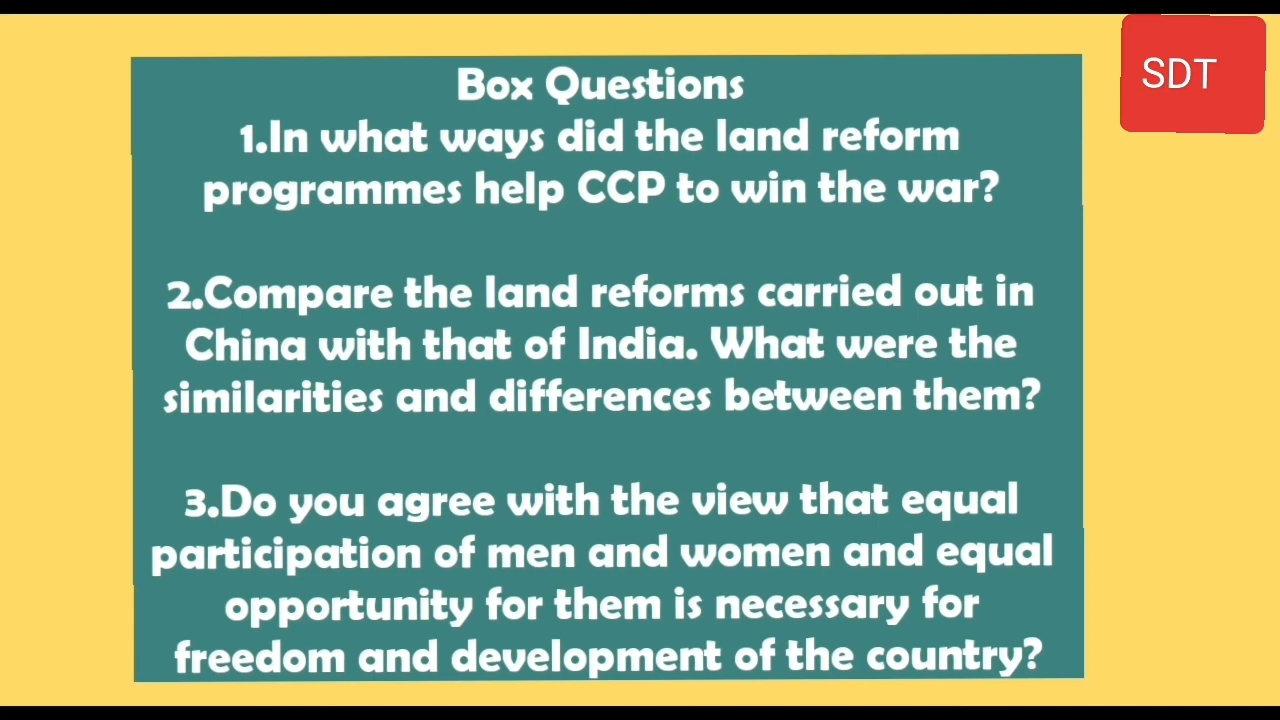 SDT
Box Questions
1.In what ways did the land reform
programmes help CCP to win the war?
2.Compare the land reforms carried out in
China with that of India. What were the
similarities and differences between them?
3.Do you agree with the view that equal
participation of men and women and equal
opportunity for them is necessary for
freedom and development of the country?